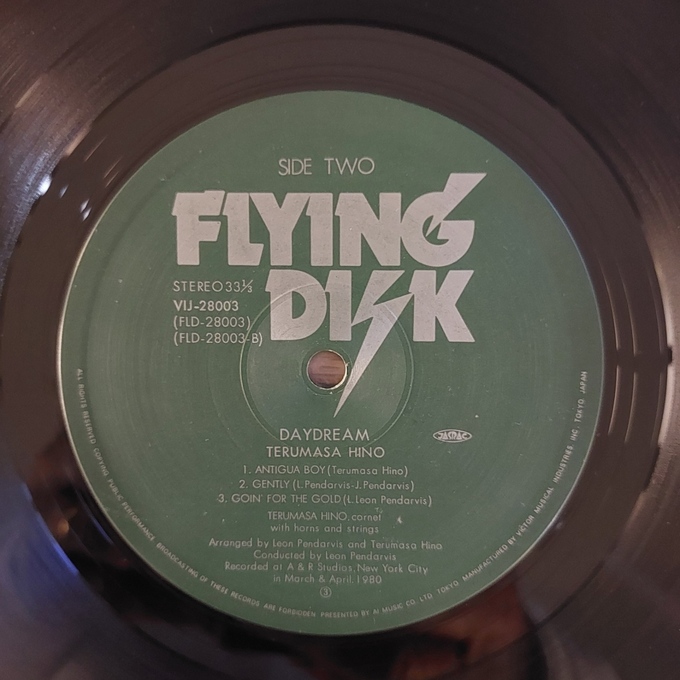 SIDE TWO
FLYING
DISK
STEREO 33⅓
VIJ-28003
(FLD-28003)
(FLD-28003-B)
DAYDREAM
TERUMASA HINO
JASRAC
1. ANTIGUA BOY (Terumasa Hino)
2. GENTLY (L.Pendarvis-J.Pendarvis)
3. GOIN' FOR THE GOLD (L.Leon Pendarvis)
TERUMASA HINO, cornet
with horns and strings
Arranged by Leon Pendarvis and Terumasa Hino
Conducted by Leon Pendarvis
Recorded at A & R Studios, New York City
in March & April, 1980
③
ALL RIGHTS RESERVED COPYING PUBLIC PERFORMANCE BROADCASTING OF THESE RECORDS ARE FORBIDDEN PRESENTED BY AI MUSIC CO., LTD. TOKYO MANUFACTURED BY VICTOR MUSICAL INDUSTRIES INC. TOKYO JAPAN